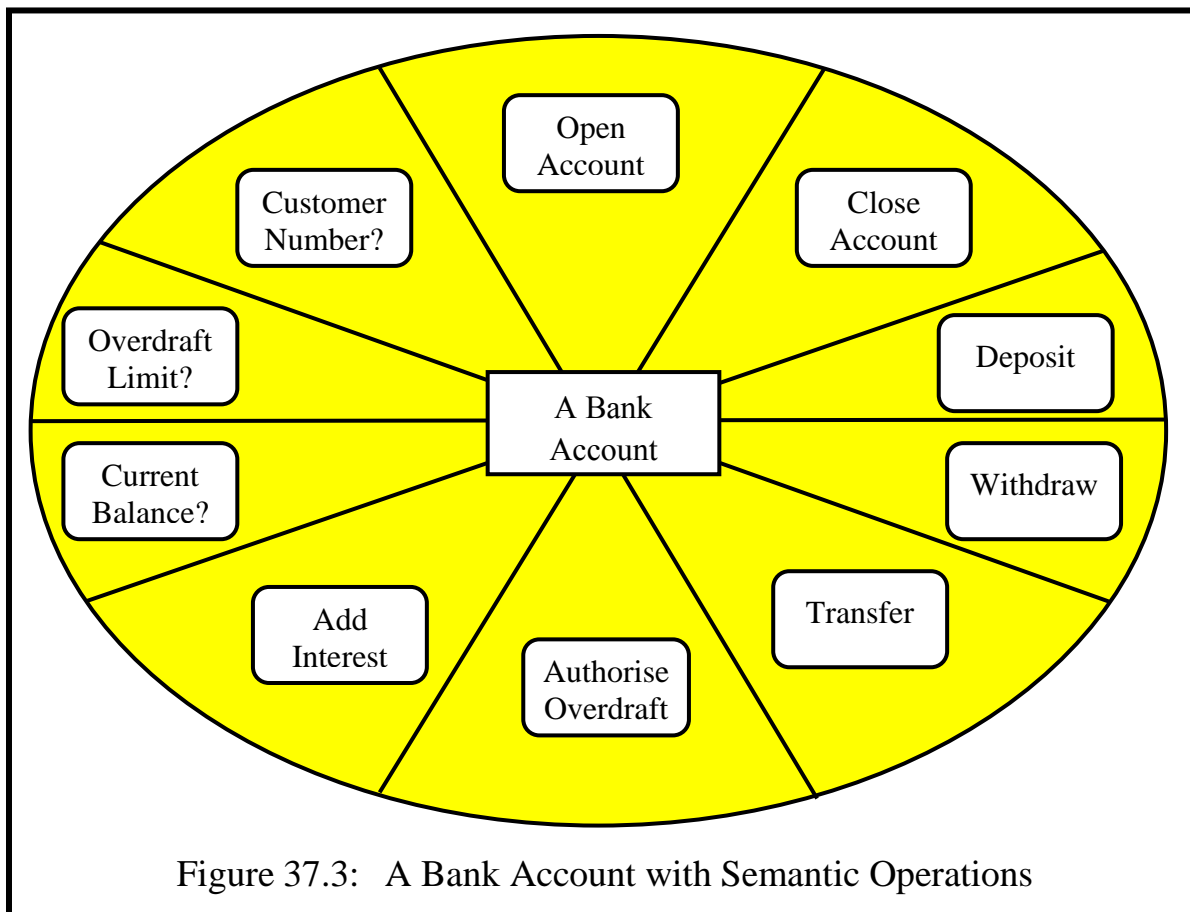 Open
Account
Customer
Number?
Close
Account
Overdraft
Limit?
Deposit
A Bank
Account
Current
Balance?
Withdraw
Add
Interest
Transfer
Authorise
Overdraft
Figure 37.3: A Bank Account with Semantic Operations